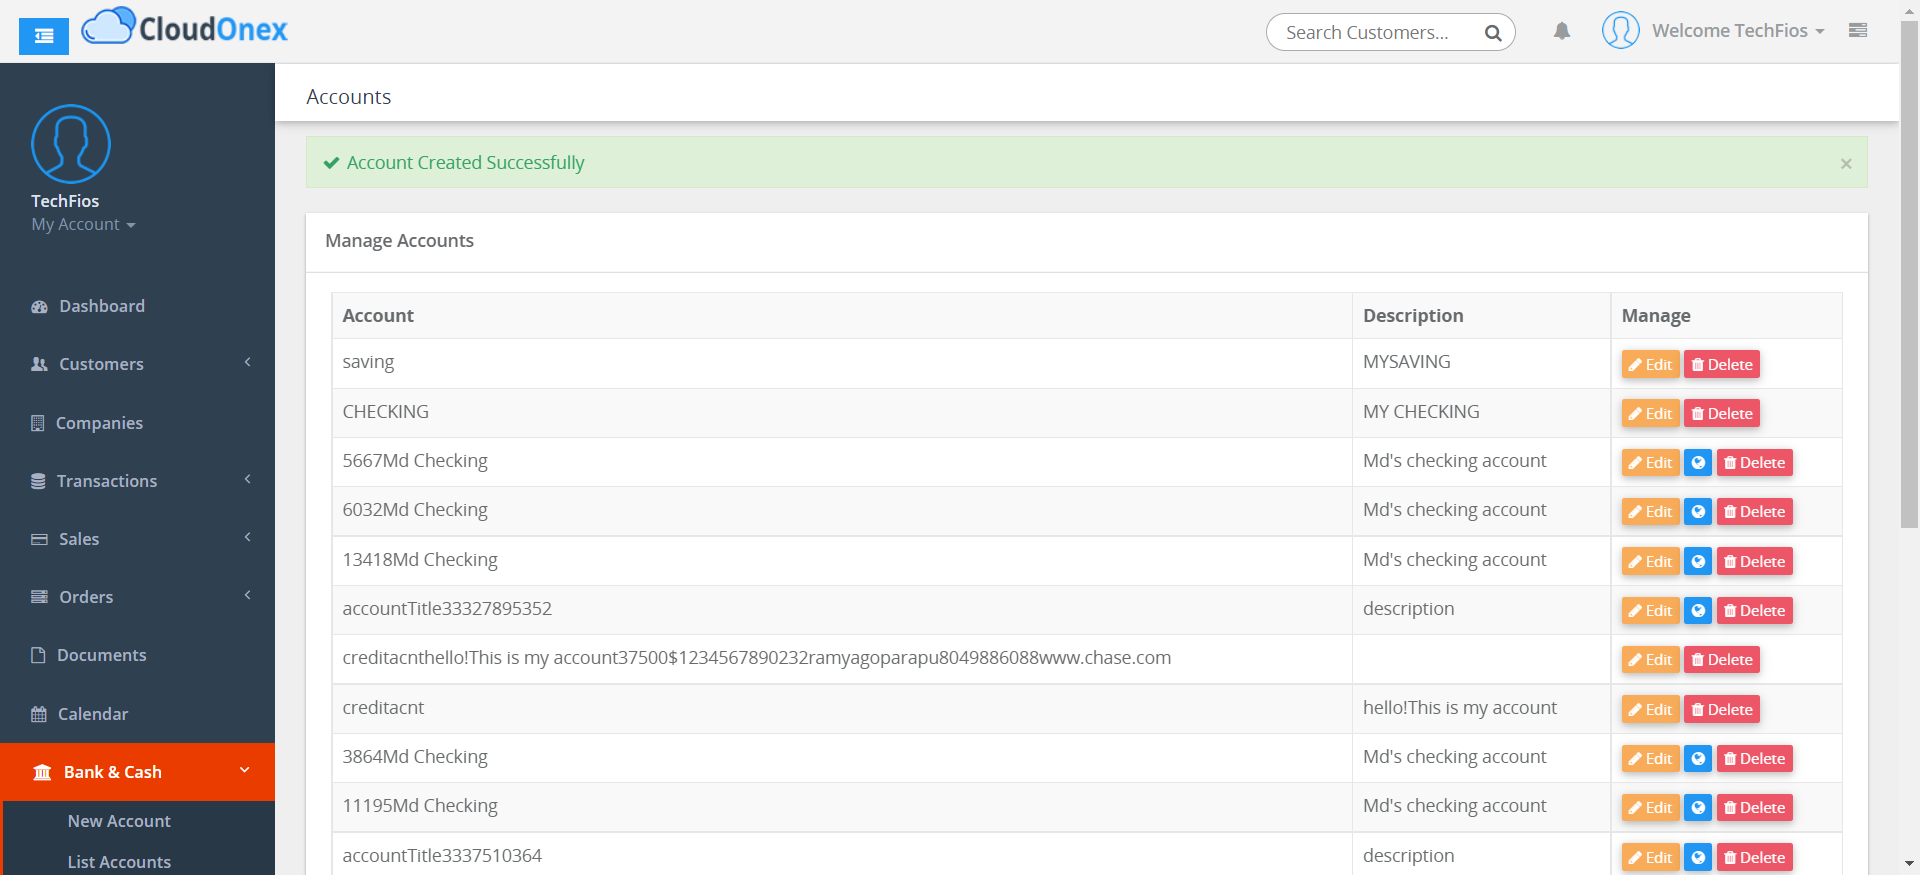 CloudOnex
Search Customers...
Welcome TechFios
TechFios
My Account
Dashboard
Customers
Companies
Transactions
Sales
Orders
Documents
Calendar
Bank & Cash
New Account
List Accounts
Accounts
Account Created Successfully ×
Manage Accounts
Account Description Manage
saving MYSAVING Edit Delete
CHECKING MY CHECKING Edit Delete
5667Md Checking Md's checking account Edit Delete
6032Md Checking Md's checking account Edit Delete
13418Md Checking Md's checking account Edit Delete
accountTitle33327895352 description Edit Delete
creditacnthello!This is my account37500$1234567890232ramyagoparapu8049886088www.chase.com Edit Delete
creditacnt hello!This is my account Edit Delete
3864Md Checking Md's checking account Edit Delete
11195Md Checking Md's checking account Edit Delete
accountTitle3337510364 description Edit Delete